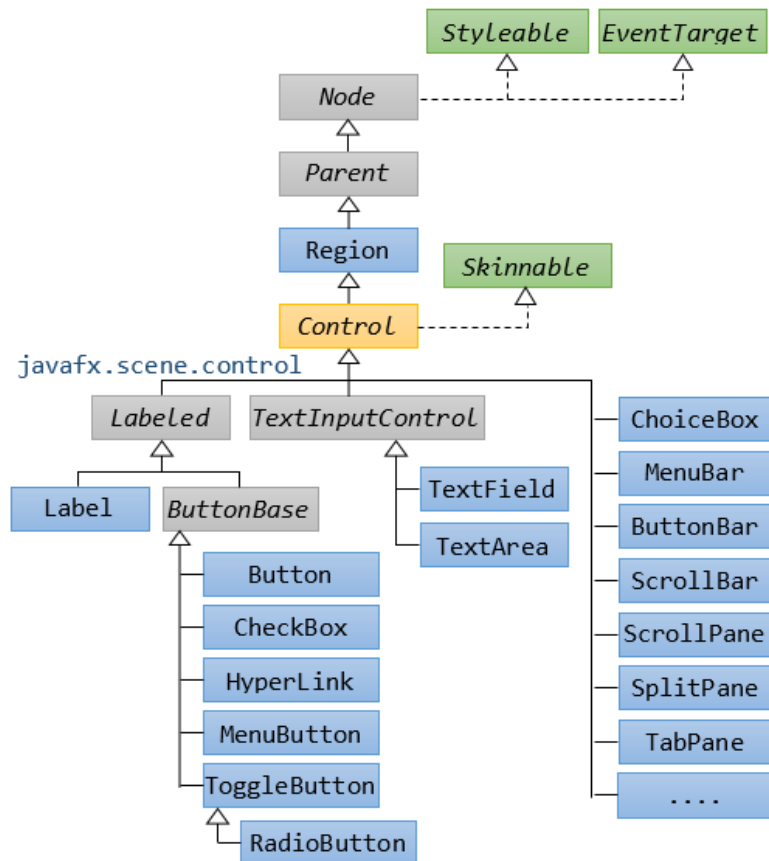 Styleable
EventTarget
Node
Parent
Region
Skinnable
Control
javafx.scene.control
Labeled
TextInputControl
ChoiceBox
MenuBar
TextField
Label
ButtonBase
ButtonBar
TextArea
Button
ScrollBar
CheckBox
ScrollPane
HyperLink
SplitPane
MenuButton
TabPane
ToggleButton
....
RadioButton